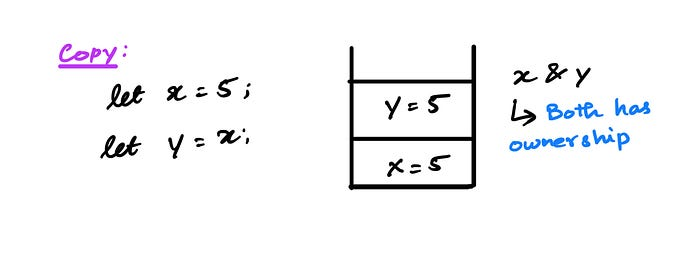 Copy:
let x = 5;
let y = x;
y = 5
x = 5
x & y
↳ Both has
ownership